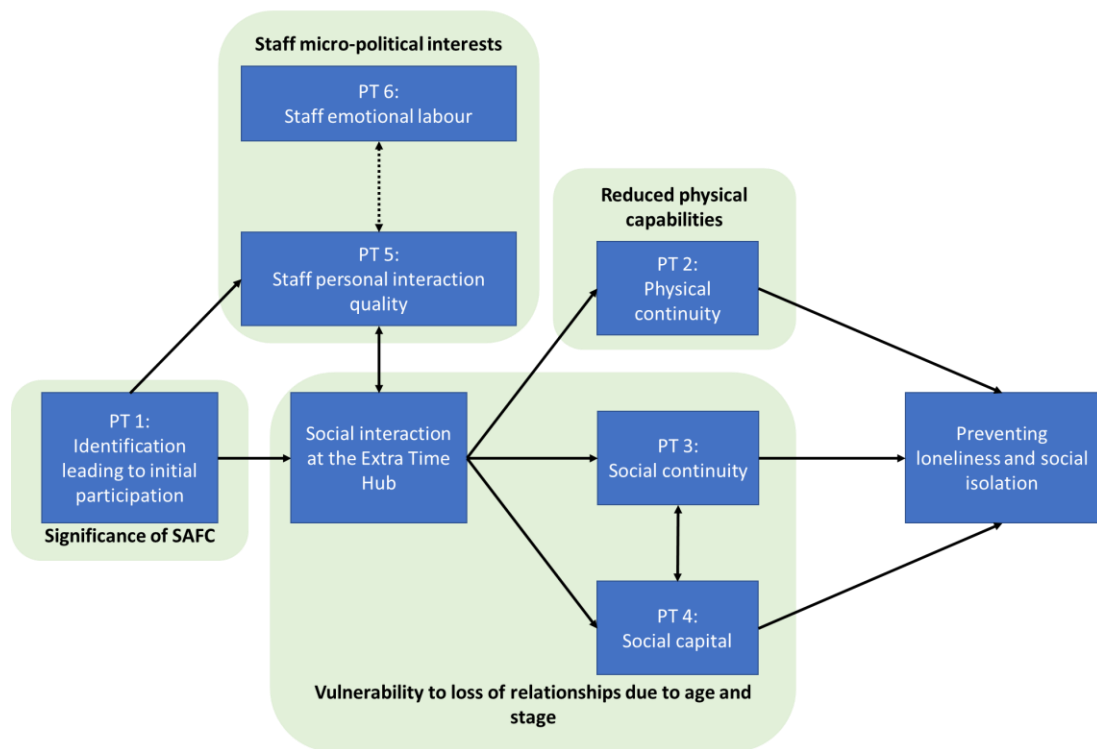 Staff micro-political interests
PT 6:
Staff emotional labour
PT 5:
Staff personal interaction
quality
Reduced physical
capabilities
PT 2:
Physical
continuity
PT 1:
Identification
leading to initial
participation
Significance of SAFC
Social interaction
at the Extra Time
Hub
PT 3:
Social continuity
PT 4:
Social capital
Vulnerability to loss of relationships due to age and
stage
Preventing
loneliness and social
isolation